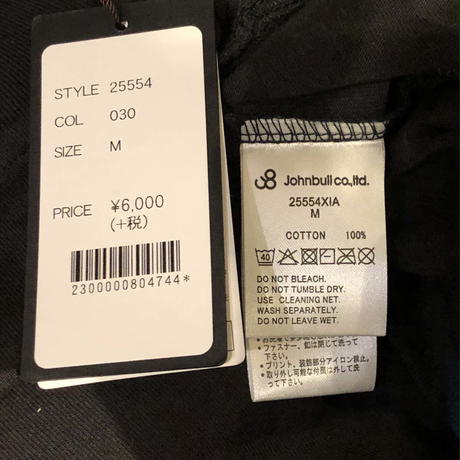 STYLE 25554
COL 030
SIZE M
PRICE ¥6,000
(+税)
2300000804744*
Johnbull co.,ltd.
25554XIA
M
COTTON 100%
40
DO NOT BLEACH.
DO NOT TUMBLE DRY.
USE CLEANING NET.
WASH SEPARATELY.
DO NOT LEAVE WET.
・ファスナー、釦は閉じて洗って
下さい。
・プリント、装飾部分アイロン禁止。
・取り外し可能な付属は外して洗
って下さい。